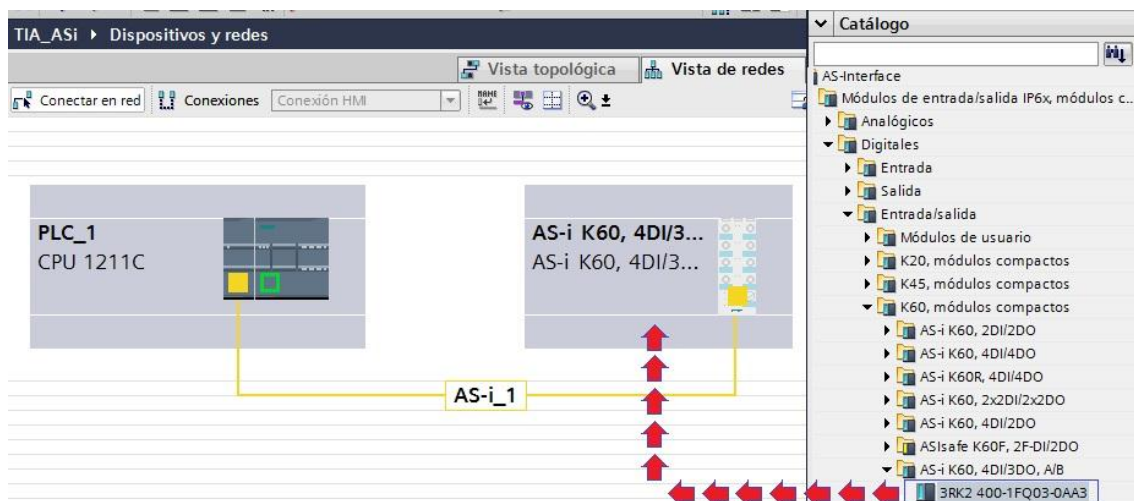 TIA_ASi ▸ Dispositivos y redes
Vista topológica
Vista de redes
Conectar en red
Conexiones
Conexión HMI
PLC_1
CPU 1211C
AS-i K60, 4DI/3...
AS-i K60, 4DI/3...
AS-i_1
Catálogo
AS-Interface
Módulos de entrada/salida IP6x, módulos c..
Analógicos
Digitales
Entrada
Salida
Entrada/salida
Módulos de usuario
K20, módulos compactos
K45, módulos compactos
K60, módulos compactos
AS-i K60, 2DI/2DO
AS-i K60, 4DI/4DO
AS-i K60R, 4DI/4DO
AS-i K60, 2x2DI/2x2DO
AS-i K60, 4DI/2DO
ASIsafe K60F, 2F-DI/2DO
AS-i K60, 4DI/3DO, A/B
3RK2 400-1FQ03-0AA3